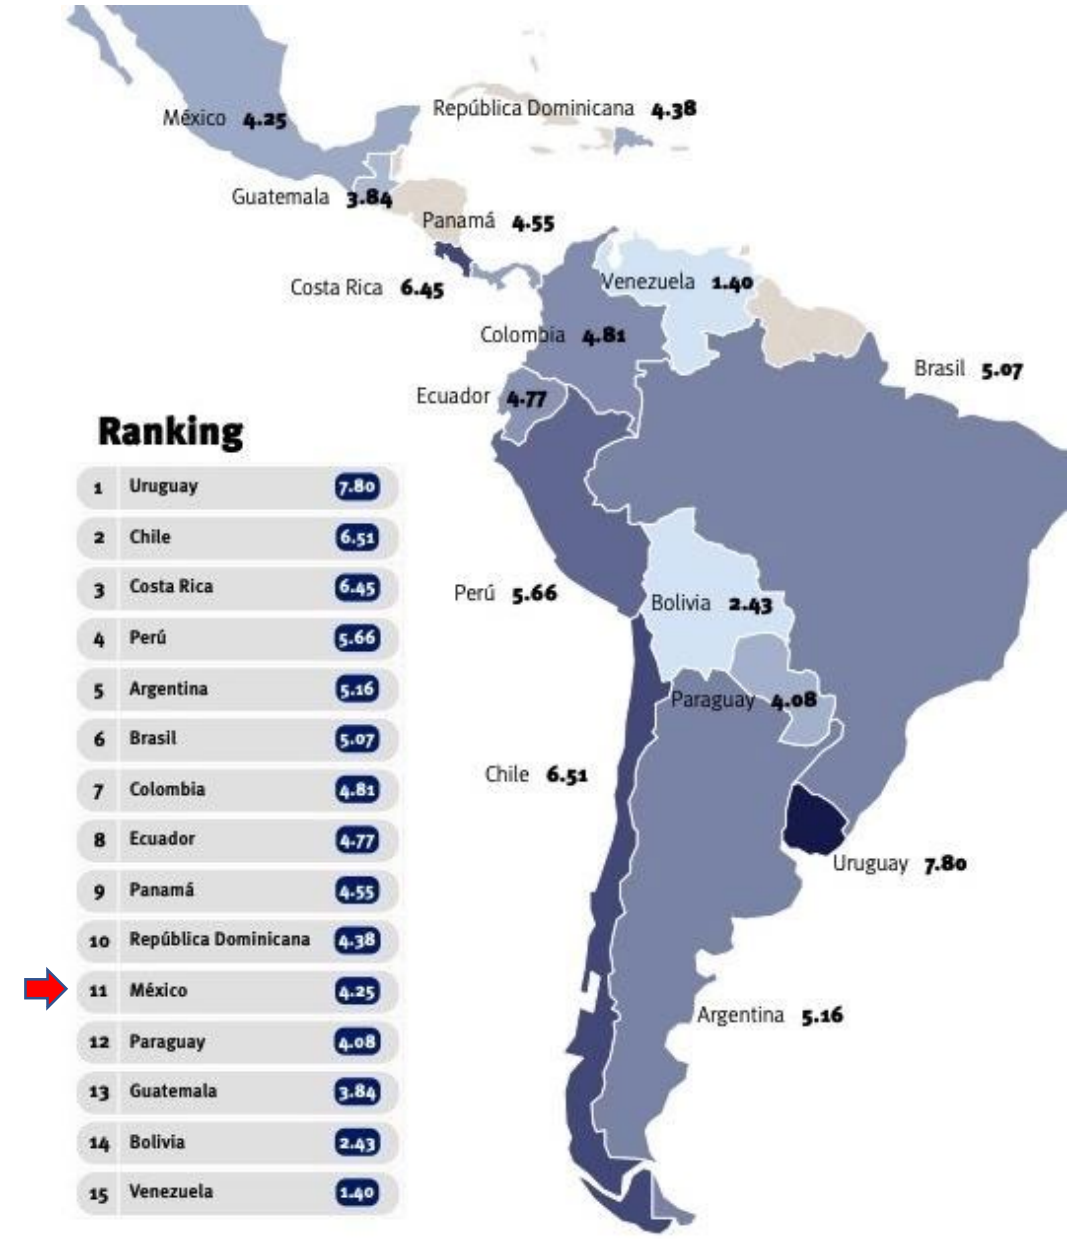 México 4.25
República Dominicana 4.38
Guatemala 3.84
Panamá 4.55
Costa Rica 6.45
Venezuela 1.40
Colombia 4.81
Brasil 5.07
Ecuador 4.77
Perú 5.66
Bolivia 2.43
Paraguay 4.08
Chile 6.51
Uruguay 7.80
Argentina 5.16
Ranking
1 Uruguay 7.80
2 Chile 6.51
3 Costa Rica 6.45
4 Perú 5.66
5 Argentina 5.16
6 Brasil 5.07
7 Colombia 4.81
8 Ecuador 4.77
9 Panamá 4.55
10 República Dominicana 4.38
11 México 4.25
12 Paraguay 4.08
13 Guatemala 3.84
14 Bolivia 2.43
15 Venezuela 1.40